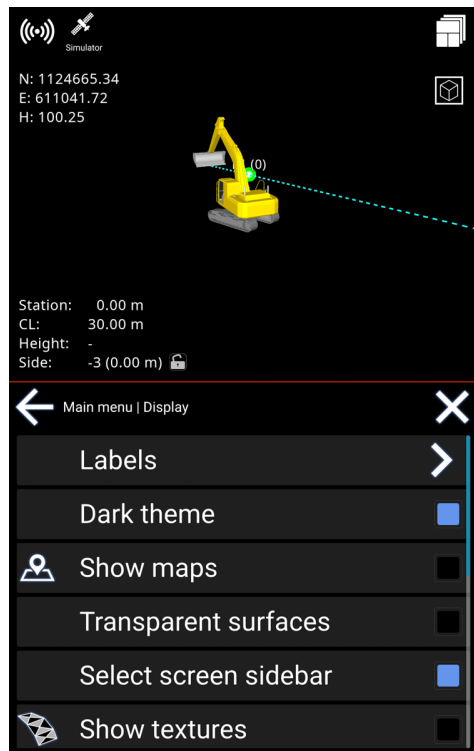 Simulator
N: 1124665.34
E: 611041.72
H: 100.25
(0)
Station: 0.00 m
CL: 30.00 m
Height: -
Side: -3 (0.00 m)
Main menu | Display
Labels
Dark theme
Show maps
Transparent surfaces
Select screen sidebar
Show textures